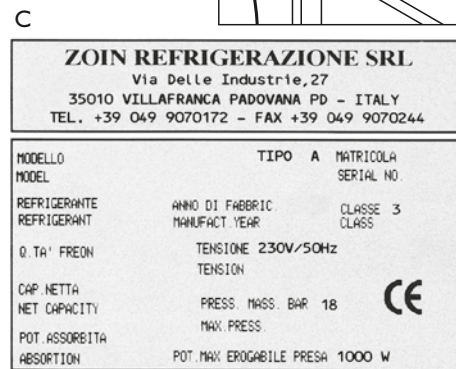 C
ZOIN REFRIGERAZIONE SRL
Via Delle Industrie,27
35010 VILLAFRANCA PADOVANA PD - ITALY
TEL. +39 049 9070172 - FAX +39 049 9070244
MODELLO TIPO A MATRICOLA
MODEL SERIAL NO.
REFRIGERANTE ANNO DI FABBRIC. CLASSE 3
REFRIGERANT MANUFACT.YEAR CLASS
Q.TA' FREON TENSIONE 230V/50Hz
TENSION
CAP.NETTA
NET CAPACITY PRESS. MASS. BAR 18 CE
MAX.PRESS.
POT.ASSORBITA
ABSORTION POT.MAX EROGABILE PRESA 1000 W